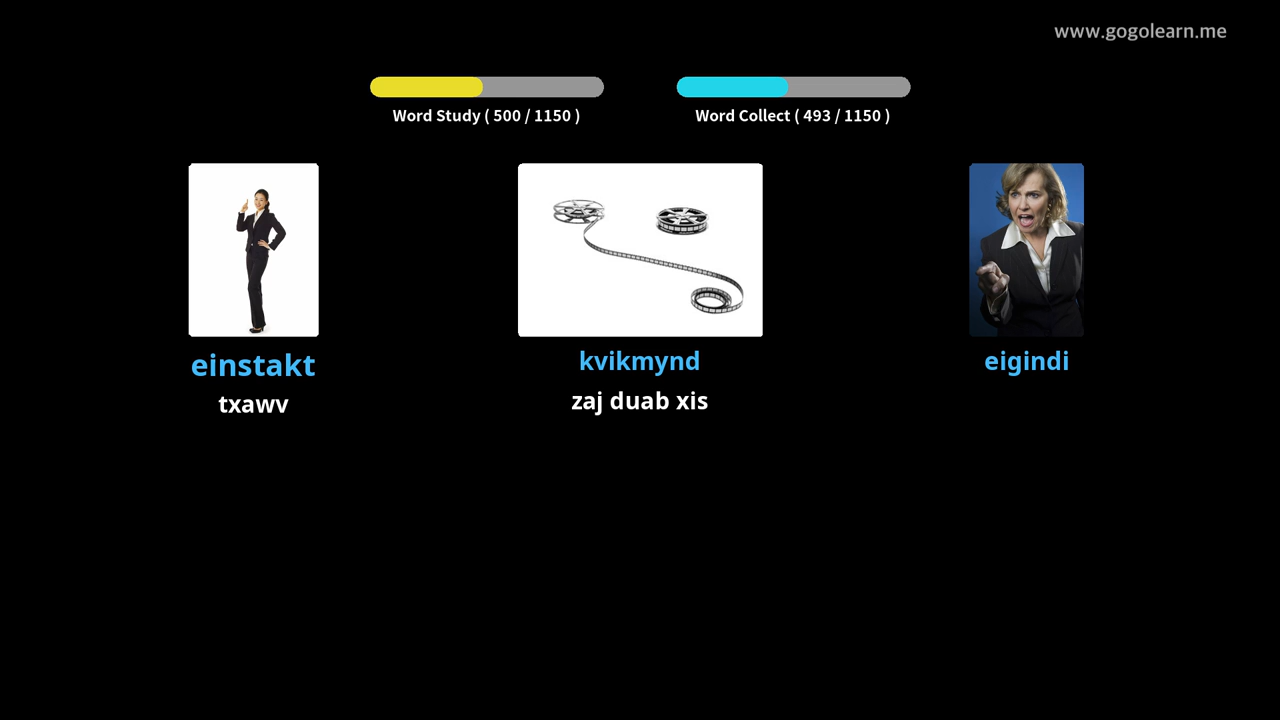 www.gogolearn.me
Word Study ( 500 / 1150 )
Word Collect ( 493 / 1150 )
einstakt
txawv
kvikmynd
zaj duab xis
eigindi